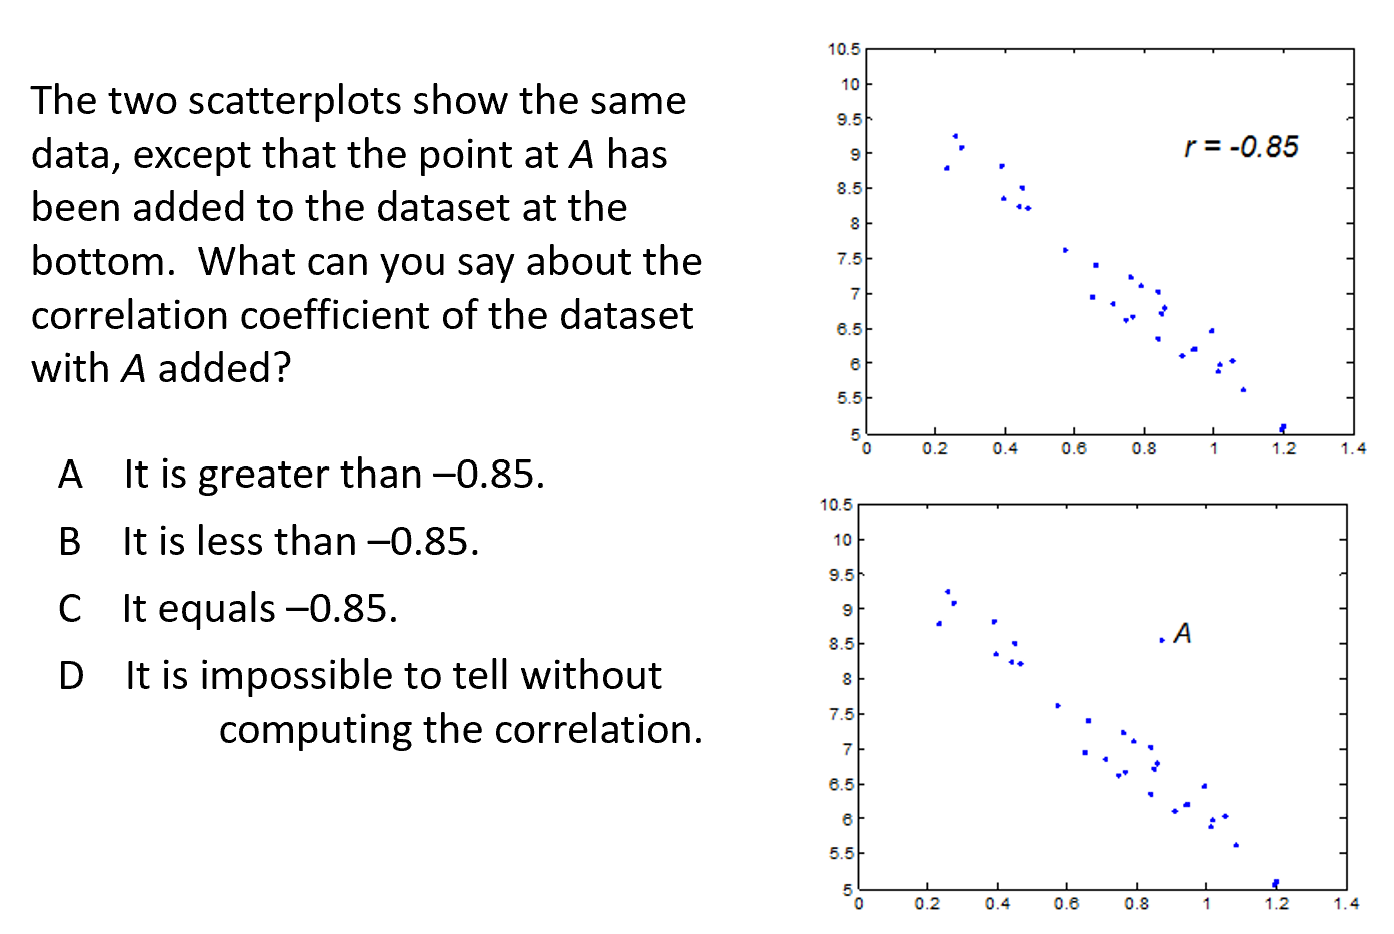 The two scatterplots show the same
data, except that the point at A has
been added to the dataset at the
bottom. What can you say about the
correlation coefficient of the dataset
with A added?
A It is greater than –0.85.
B It is less than –0.85.
C It equals –0.85.
D It is impossible to tell without
computing the correlation.
10.5
10
9.5
9
8.5
8
7.5
7
6.5
6
5.5
5
r = -0.85
0 0.2 0.4 0.6 0.8 1 1.2 1.4
10.5
10
9.5
9
8.5
8
7.5
7
6.5
6
5.5
5
A
0 0.2 0.4 0.6 0.8 1 1.2 1.4